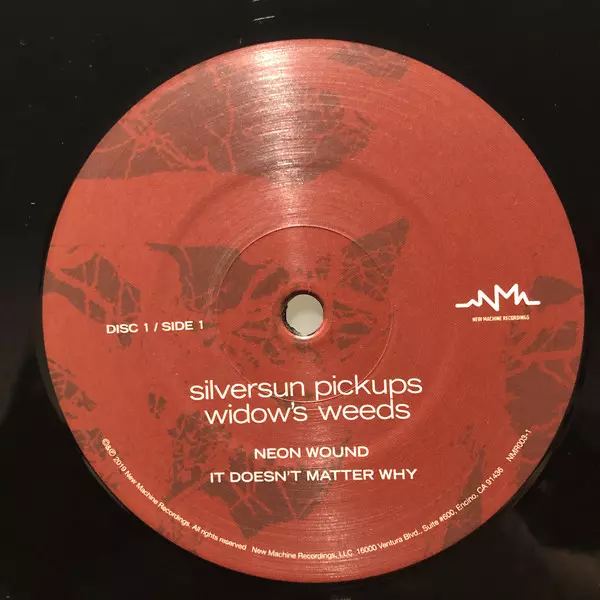 DISC 1 / SIDE 1
NEW MACHINE RECORDINGS
silversun pickups
widow's weeds
NEON WOUND
IT DOESN'T MATTER WHY
©&℗ 2019 New Machine Recordings. All rights reserved New Machine Recordings, LLC. 16000 Ventura Blvd., Suite #600, Encino, CA 91436 NMR003-1